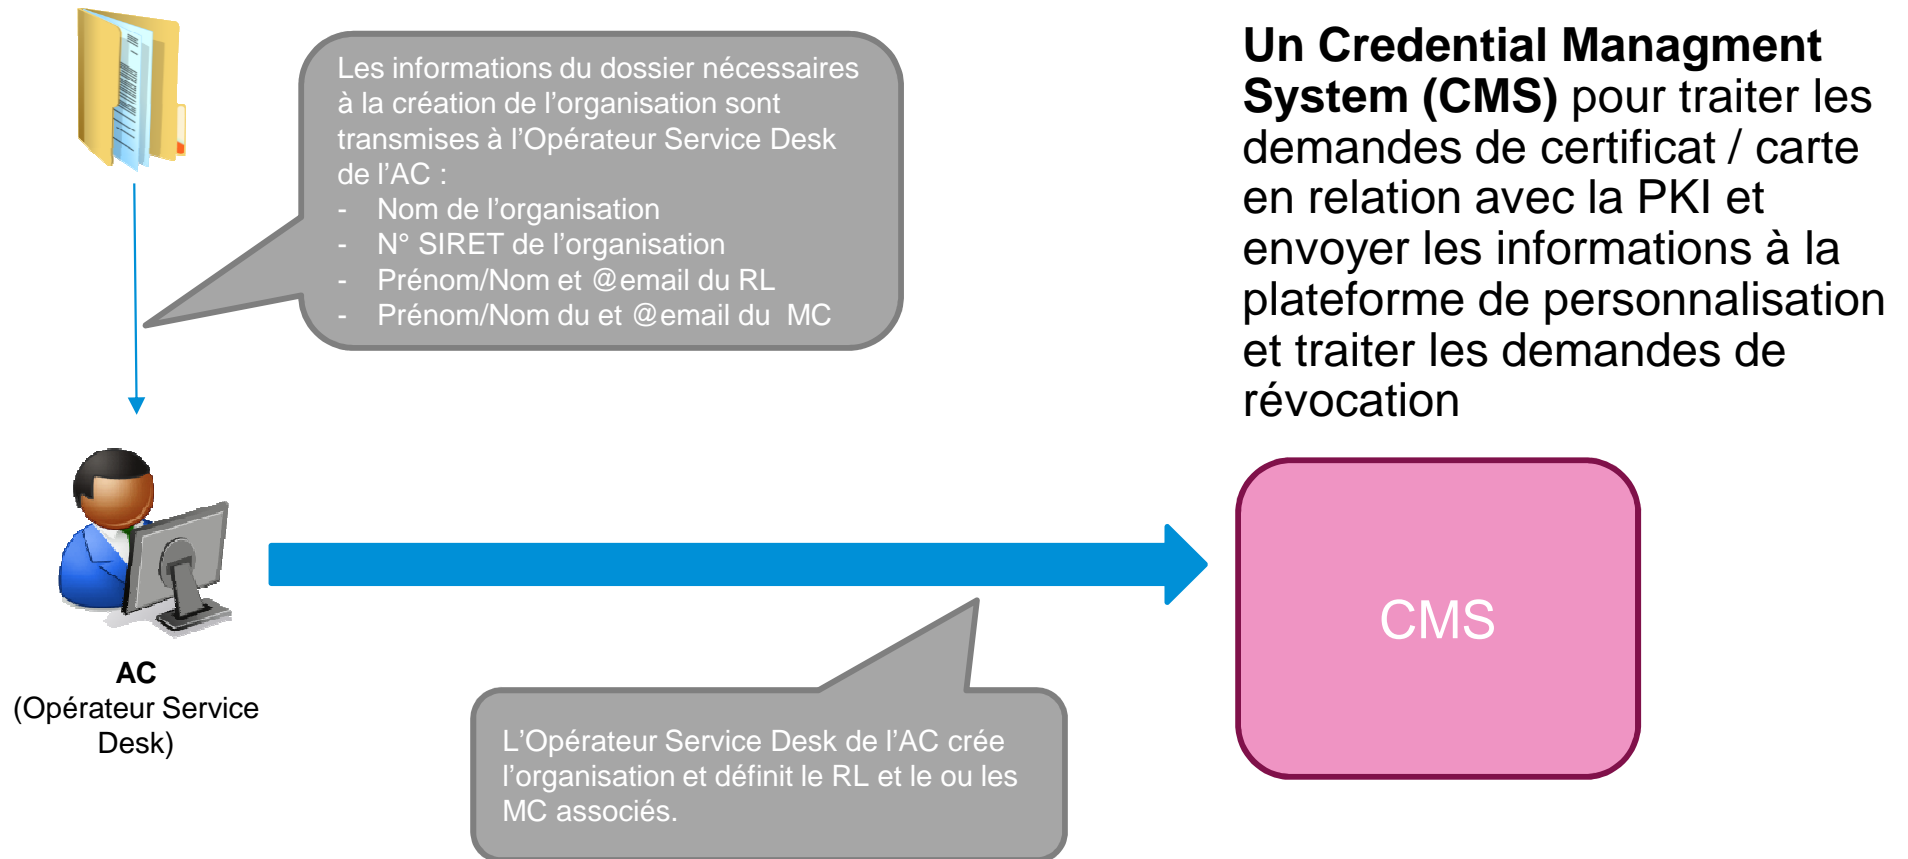 Les informations du dossier nécessaires
à la création de l’organisation sont
transmises à l’Opérateur Service Desk
de l’AC :
- Nom de l’organisation
- N° SIRET de l’organisation
- Prénom/Nom et @email du RL
- Prénom/Nom du et @email du  MC
Un Credential Managment
System (CMS) pour traiter les
demandes de certificat / carte
en relation avec la PKI et
envoyer les informations à la
plateforme de personnalisation
et traiter les demandes de
révocation
AC
(Opérateur Service
Desk)
CMS
L’Opérateur Service Desk de l’AC crée
l’organisation et définit le RL et le ou les
MC associés.